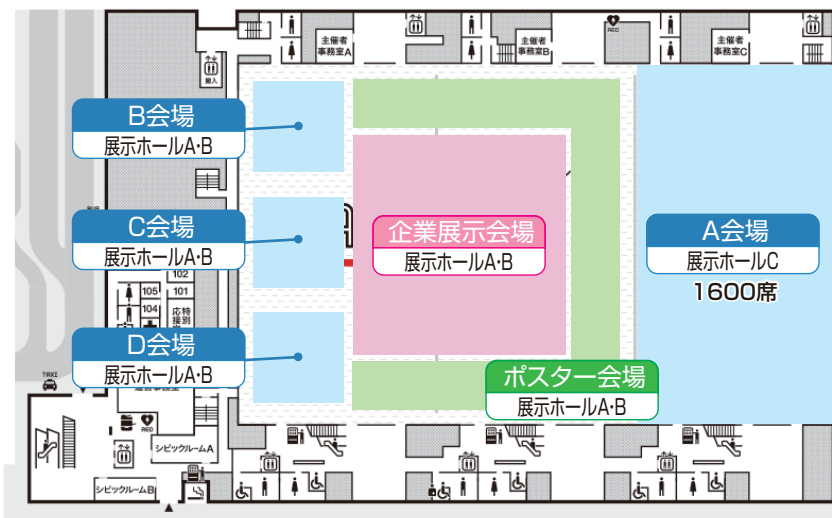 主催者
事務室A
主催者
事務室B
AED
主催者
事務室C
搬入
B会場
展示ホールA・B
C会場
展示ホールA・B
企業展示会場
展示ホールA・B
A会場
展示ホールC
1600席
102
105
101
104
特別
応接室
D会場
展示ホールA・B
ポスター会場
展示ホールA・B
TAXI
AED
シビックルームA
シビックルームB